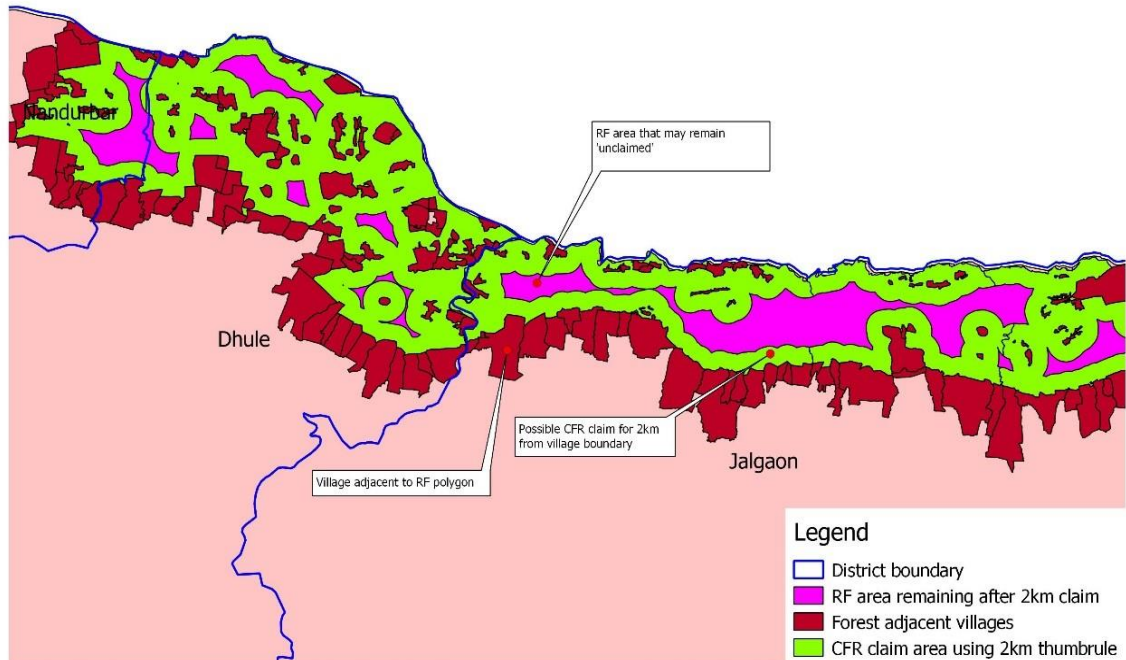 Nandurbar
RF area that may remain
'unclaimed'
Dhule
Possible CFR claim for 2km
from village boundary
Jalgaon
Village adjacent to RF polygon
Legend
District boundary
RF area remaining after 2km claim
Forest adjacent villages
CFR claim area using 2km thumbrule